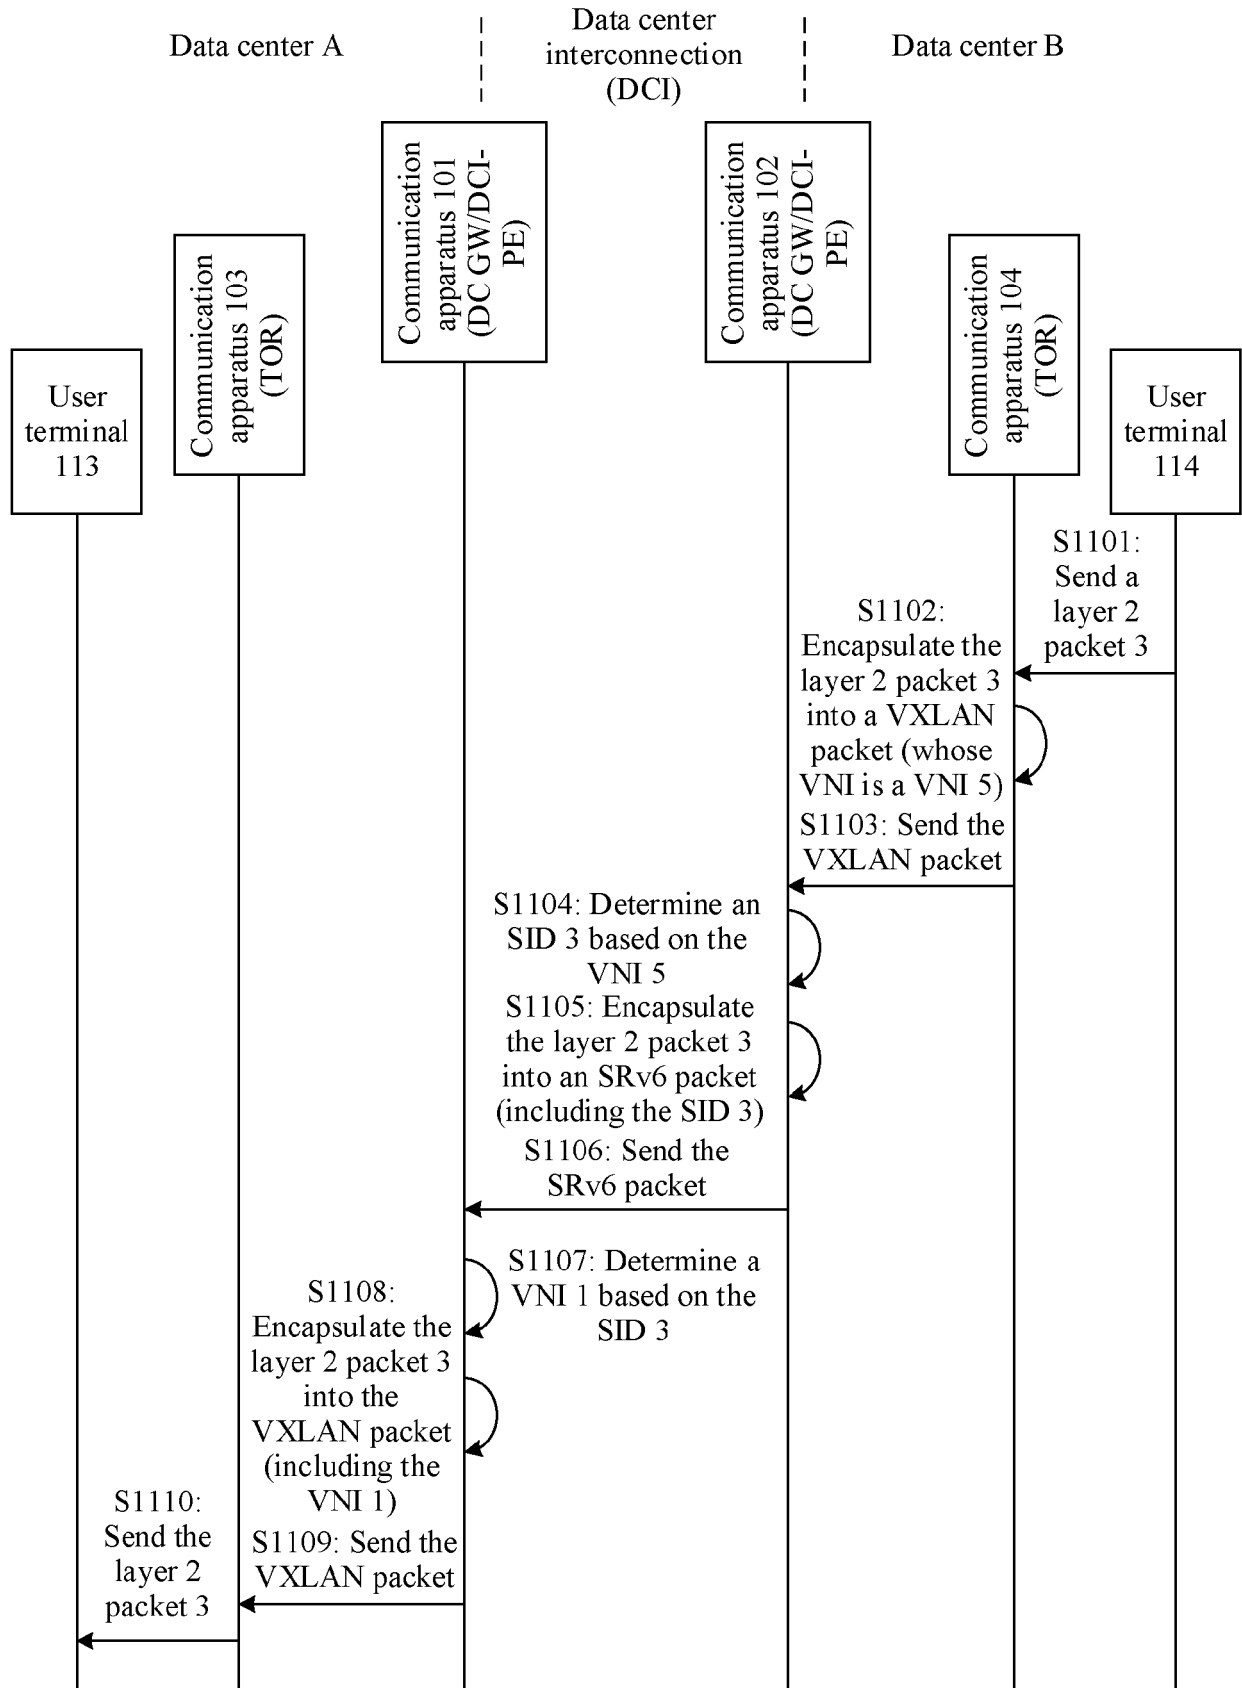 Data center A
Data center
interconnection
(DCI)
Data center B
User
terminal
113
Communication
apparatus 103
(TOR)
Communication
apparatus 101
(DC GW/DCI-
PE)
Communication
apparatus 102
(DC GW/DCI-
PE)
Communication
apparatus 104
(TOR)
User
terminal
114
S1101:
Send a
layer 2
packet 3
S1102:
Encapsulate the
layer 2 packet 3
into a VXLAN
packet (whose
VNI is a VNI 5)
S1103: Send the
VXLAN packet
S1104: Determine an
SID 3 based on the
VNI 5
S1105: Encapsulate
the layer 2 packet 3
into an SRv6 packet
(including the SID 3)
S1106: Send the
SRv6 packet
S1107: Determine a
VNI 1 based on the
SID 3
S1108:
Encapsulate the
layer 2 packet 3
into the
VXLAN packet
(including the
VNI 1)
S1109: Send the
VXLAN packet
S1110:
Send the
layer 2
packet 3